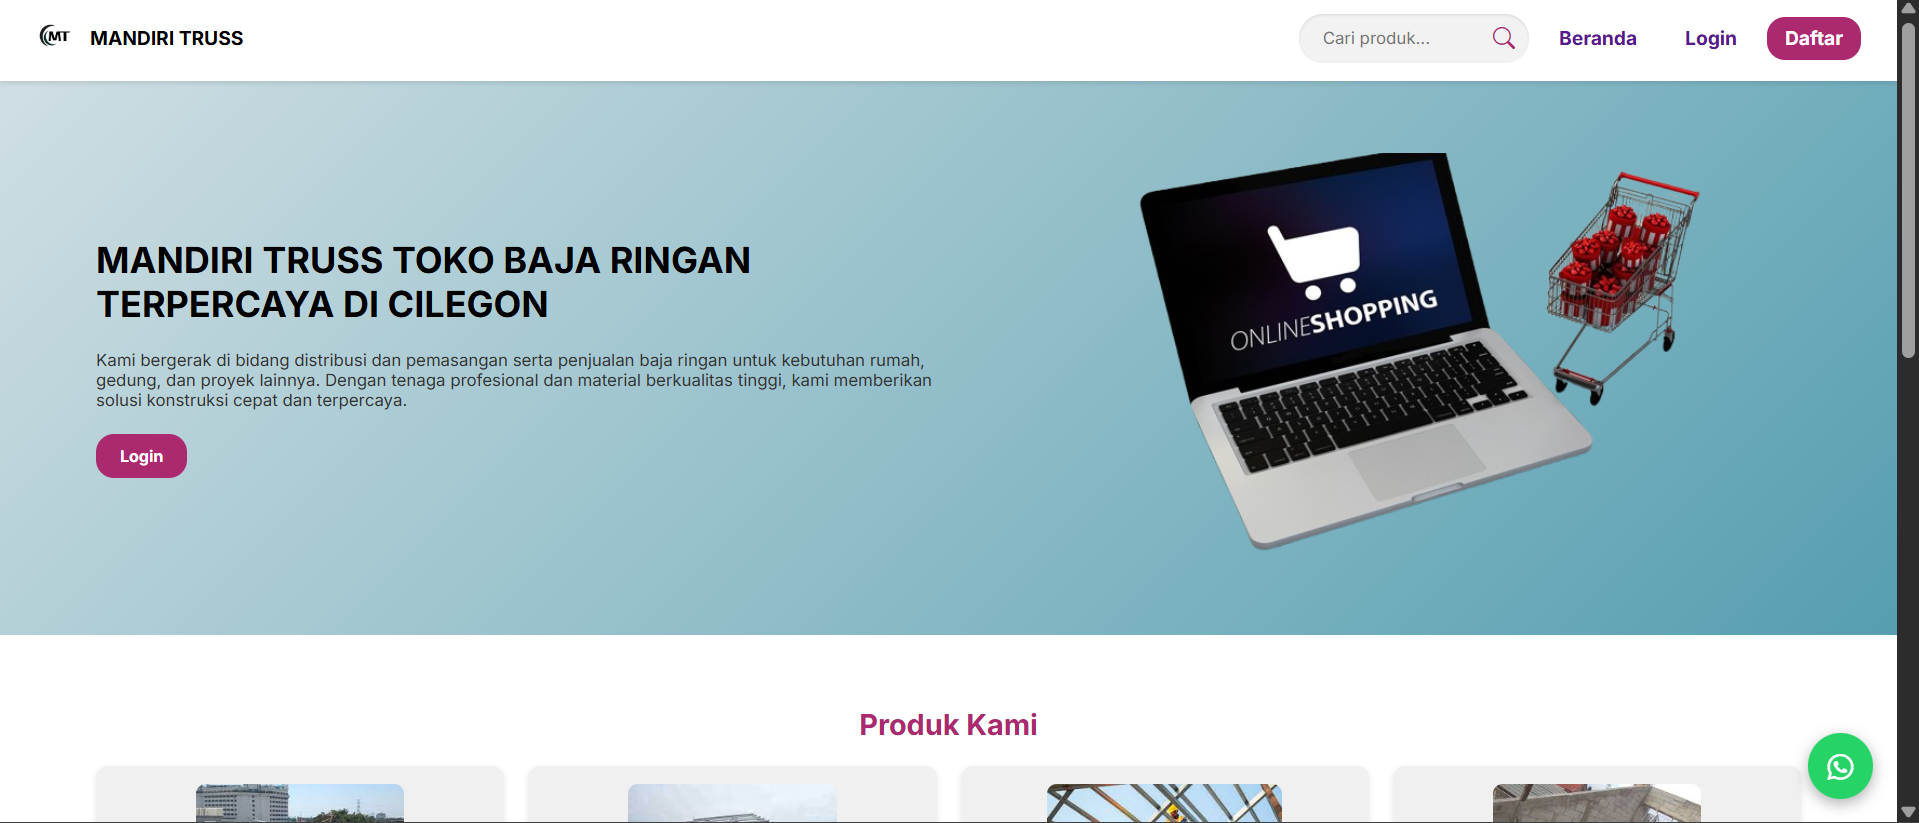 MT
MANDIRI TRUSS
Cari produk...
Beranda
Login
Daftar
MANDIRI TRUSS TOKO BAJA RINGAN
TERPERCAYA DI CILEGON
Kami bergerak di bidang distribusi dan pemasangan serta penjualan baja ringan untuk kebutuhan rumah,
gedung, dan proyek lainnya. Dengan tenaga profesional dan material berkualitas tinggi, kami memberikan
solusi konstruksi cepat dan terpercaya.
Login
ONLINESHOPPING
Produk Kami